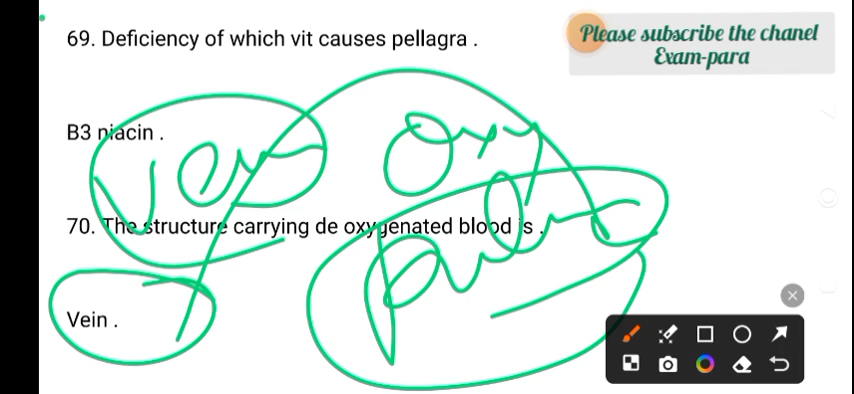 69. Deficiency of which vit causes pellagra .
Please subscribe the chanel
Exam-para
B3 niacin .
oxy
70. The structure carrying de oxygenated blood is .
Vein .